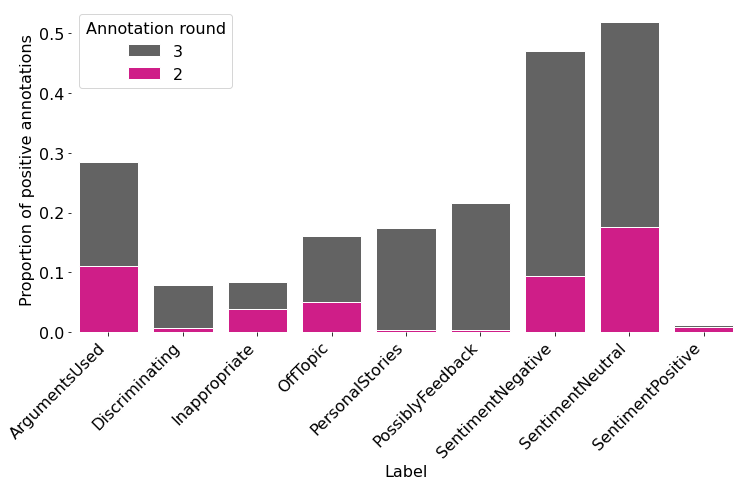 Annotation round
3
2
Proportion of positive annotations
0.5
0.4
0.3
0.2
0.1
0.0
ArgumentsUsed
Discriminating
Inappropriate
OffTopic
PersonalStories
PossiblyFeedback
SentimentNegative
SentimentNeutral
SentimentPositive
Label